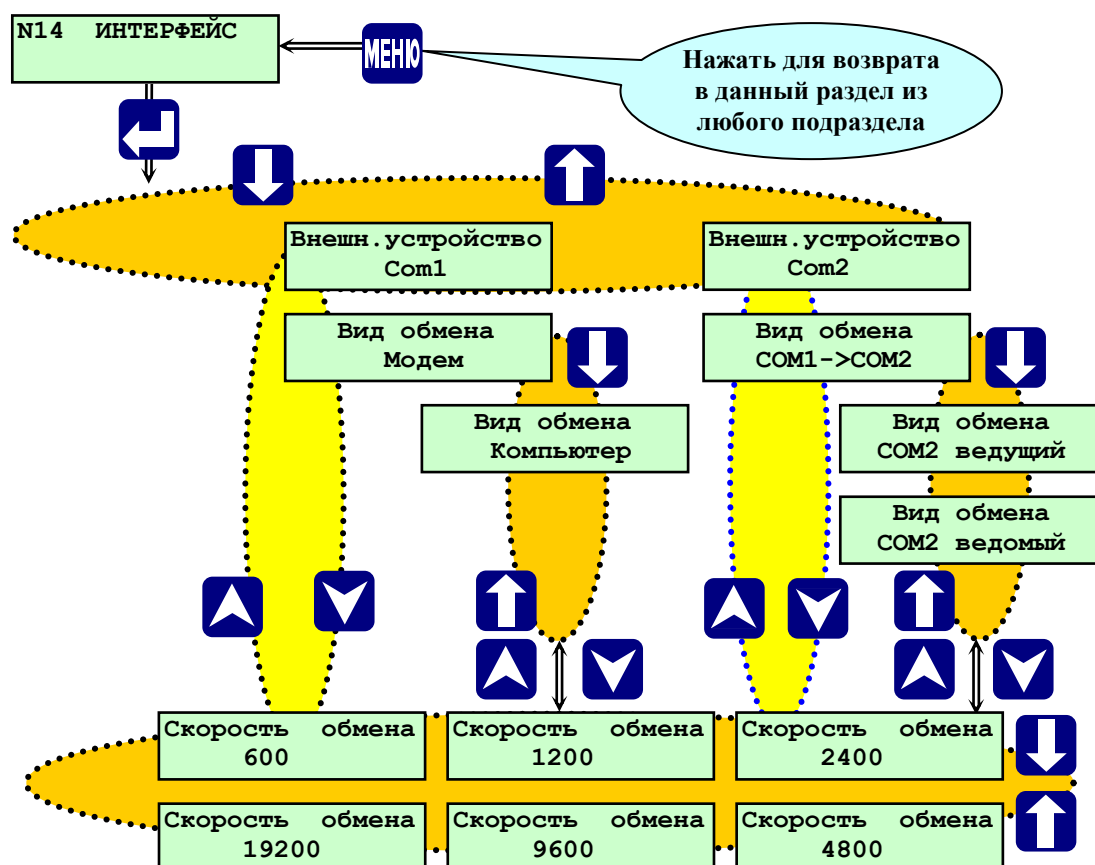 N14 ИНТЕРФЕЙС
МЕНЮ
Нажать для возврата
в данный раздел из
любого подраздела
Внешн.устройство
Com1
Внешн.устройство
Com2
Вид обмена
Модем
Вид обмена
COM1->COM2
Вид обмена
Компьютер
Вид обмена
COM2 ведущий
Вид обмена
COM2 ведомый
Скорость обмена
600
Скорость обмена
1200
Скорость обмена
2400
Скорость обмена
19200
Скорость обмена
9600
Скорость обмена
4800